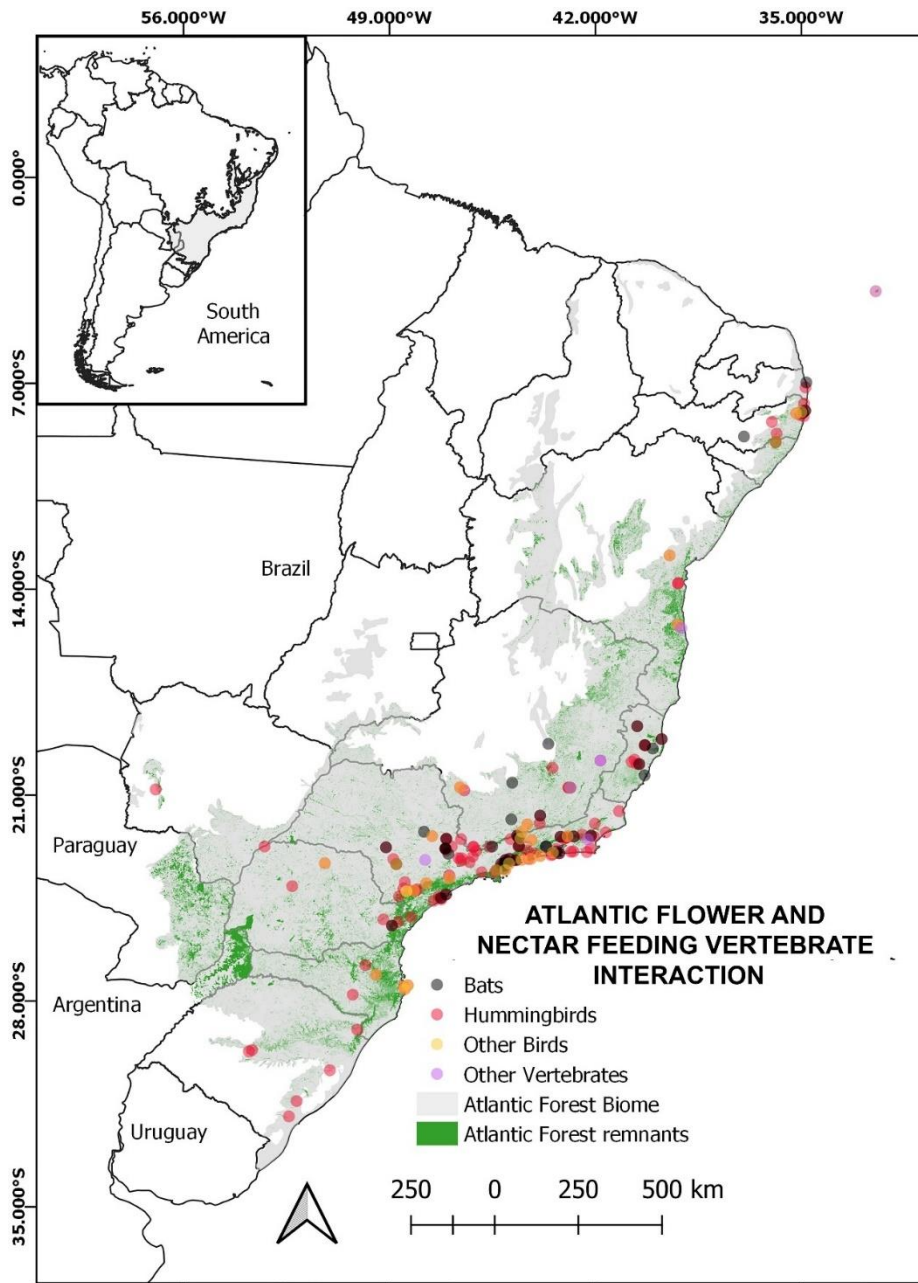 56.000°W 49.000°W 42.000°W 35.000°W
0.000°
7.000°S
14.000°S
21.000°S
28.000°S
35.000°S
South
America
Brazil
Paraguay
Argentina
Uruguay
ATLANTIC FLOWER AND
NECTAR FEEDING VERTEBRATE
INTERACTION
Bats
Hummingbirds
Other Birds
Other Vertebrates
Atlantic Forest Biome
Atlantic Forest remnants
250 0 250 500 km